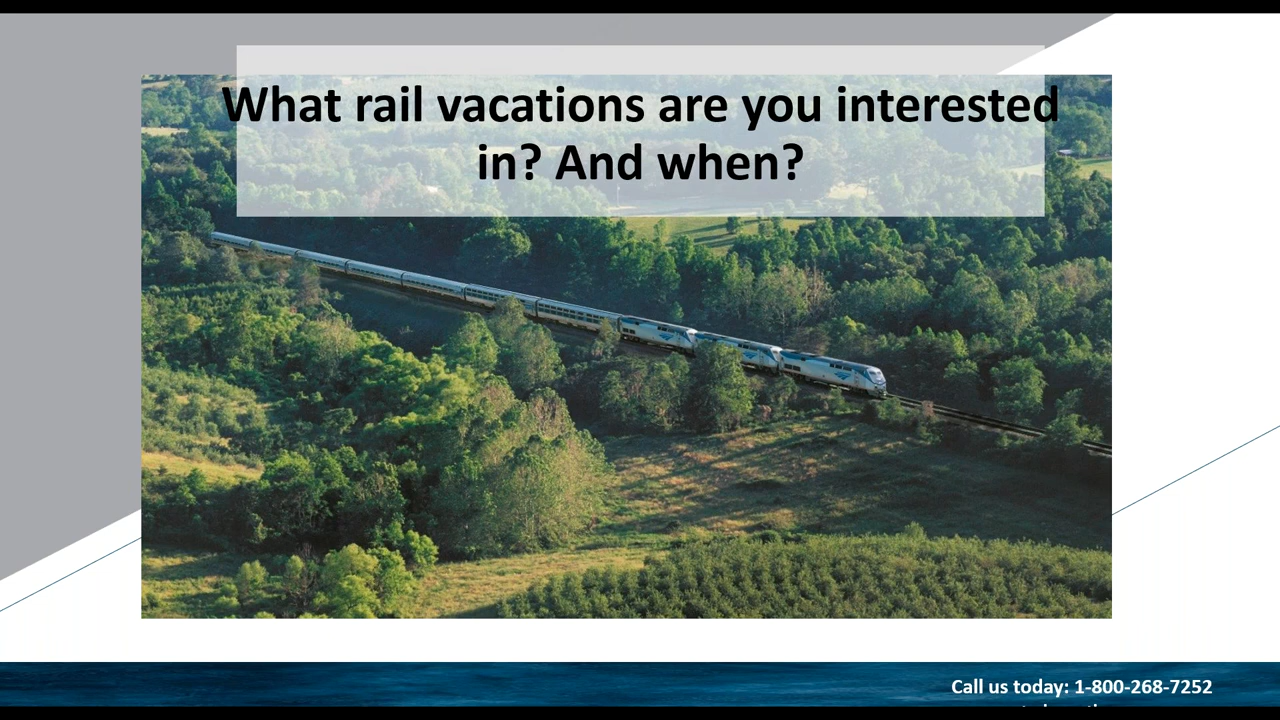 What rail vacations are you interested
in? And when?
Call us today: 1-800-268-7252